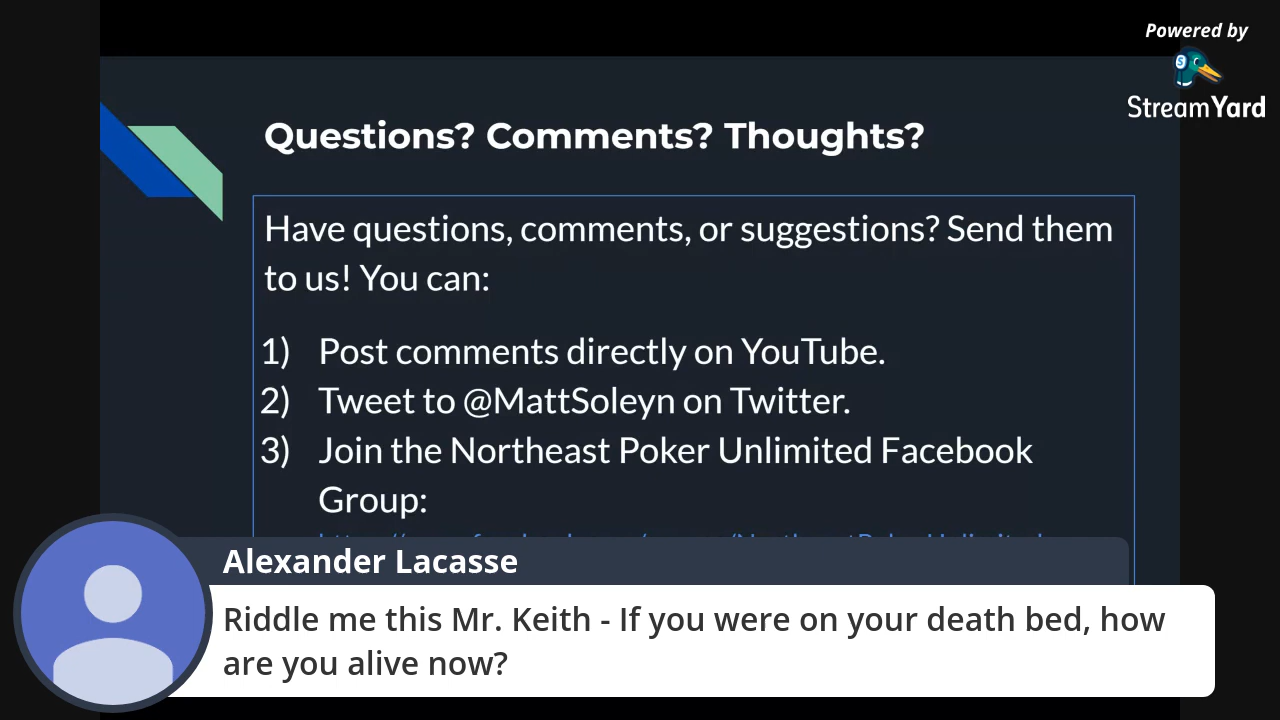 Powered by
StreamYard
Questions? Comments? Thoughts?
Have questions, comments, or suggestions? Send them
to us! You can:
1) Post comments directly on YouTube.
2) Tweet to @MattSoleyn on Twitter.
3) Join the Northeast Poker Unlimited Facebook
Group:
Alexander Lacasse
Riddle me this Mr. Keith - If you were on your death bed, how
are you alive now?